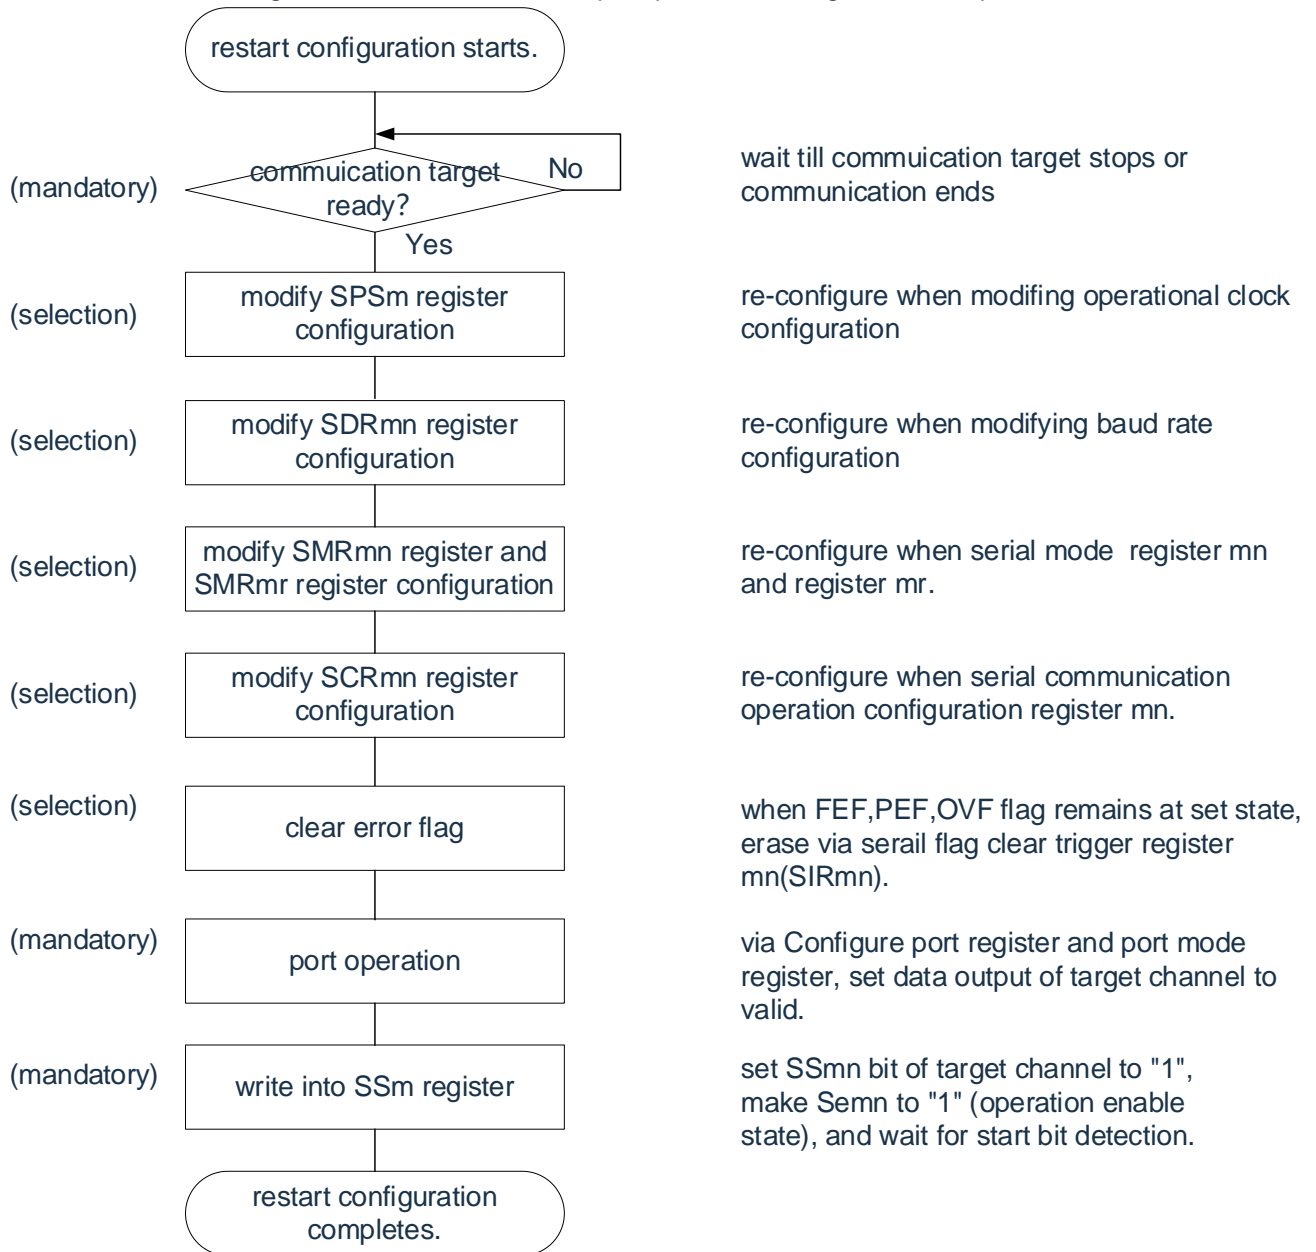 restart configuration starts.
commuication target
ready?
No
(mandatory)
wait till commuication target stops or
communication ends
Yes
(selection)
modify SPSm register
configuration
re-configure when modifing operational clock
configuration
(selection)
modify SDRmn register
configuration
re-configure when modifying baud rate
configuration
(selection)
modify SMRmn register and
SMRmr register configuration
re-configure when serial mode  register mn
and register mr.
(selection)
modify SCRmn register
configuration
re-configure when serial communication
operation configuration register mn.
(selection)
clear error flag
when FEF,PEF,OVF flag remains at set state,
erase via serail flag clear trigger register
mn(SIRmn).
(mandatory)
port operation
via Configure port register and port mode
register, set data output of target channel to
valid.
(mandatory)
write into SSm register
set SSmn bit of target channel to "1",
make Semn to "1" (operation enable
state), and wait for start bit detection.
restart configuration
completes.